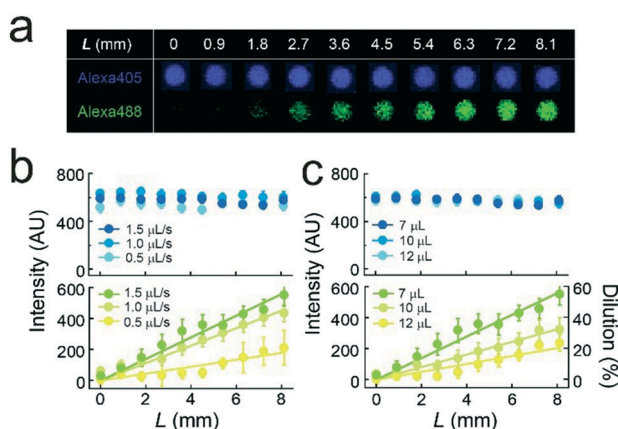 a
L (mm) 0 0.9 1.8 2.7 3.6 4.5 5.4 6.3 7.2 8.1
Alexa405
Alexa488
b
800
400
0
Intensity (AU)
1.5 μL/s
1.0 μL/s
0.5 μL/s
600
400
200
0
Intensity (AU)
1.5 μL/s
1.0 μL/s
0.5 μL/s
0 2 4 6 8
L (mm)
c
800
400
0
7 μL
10 μL
12 μL
600
400
200
0
7 μL
10 μL
12 μL
60
40
20
0
Dilution (%)
0 2 4 6 8
L (mm)